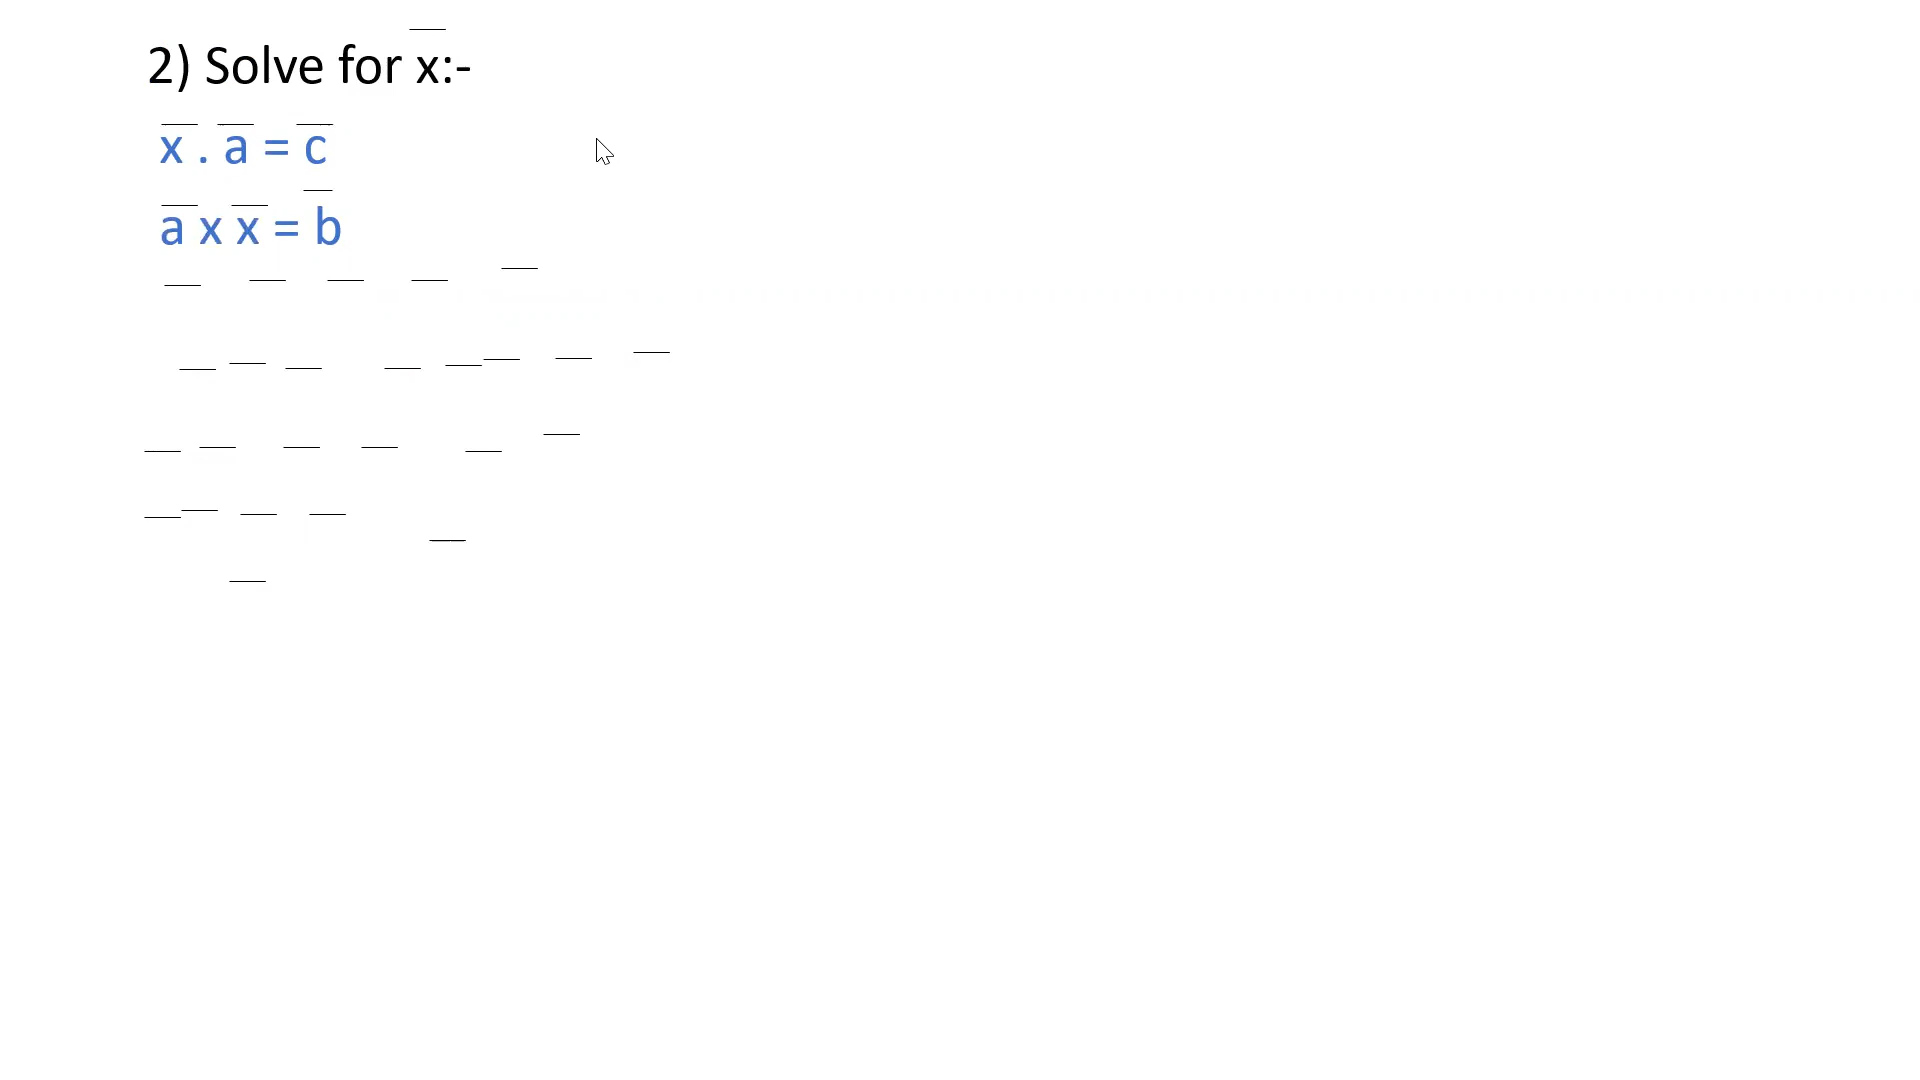 2) Solve for x̅:-
x̅ . a̅ = c̅
a̅ x x̅ = b̅